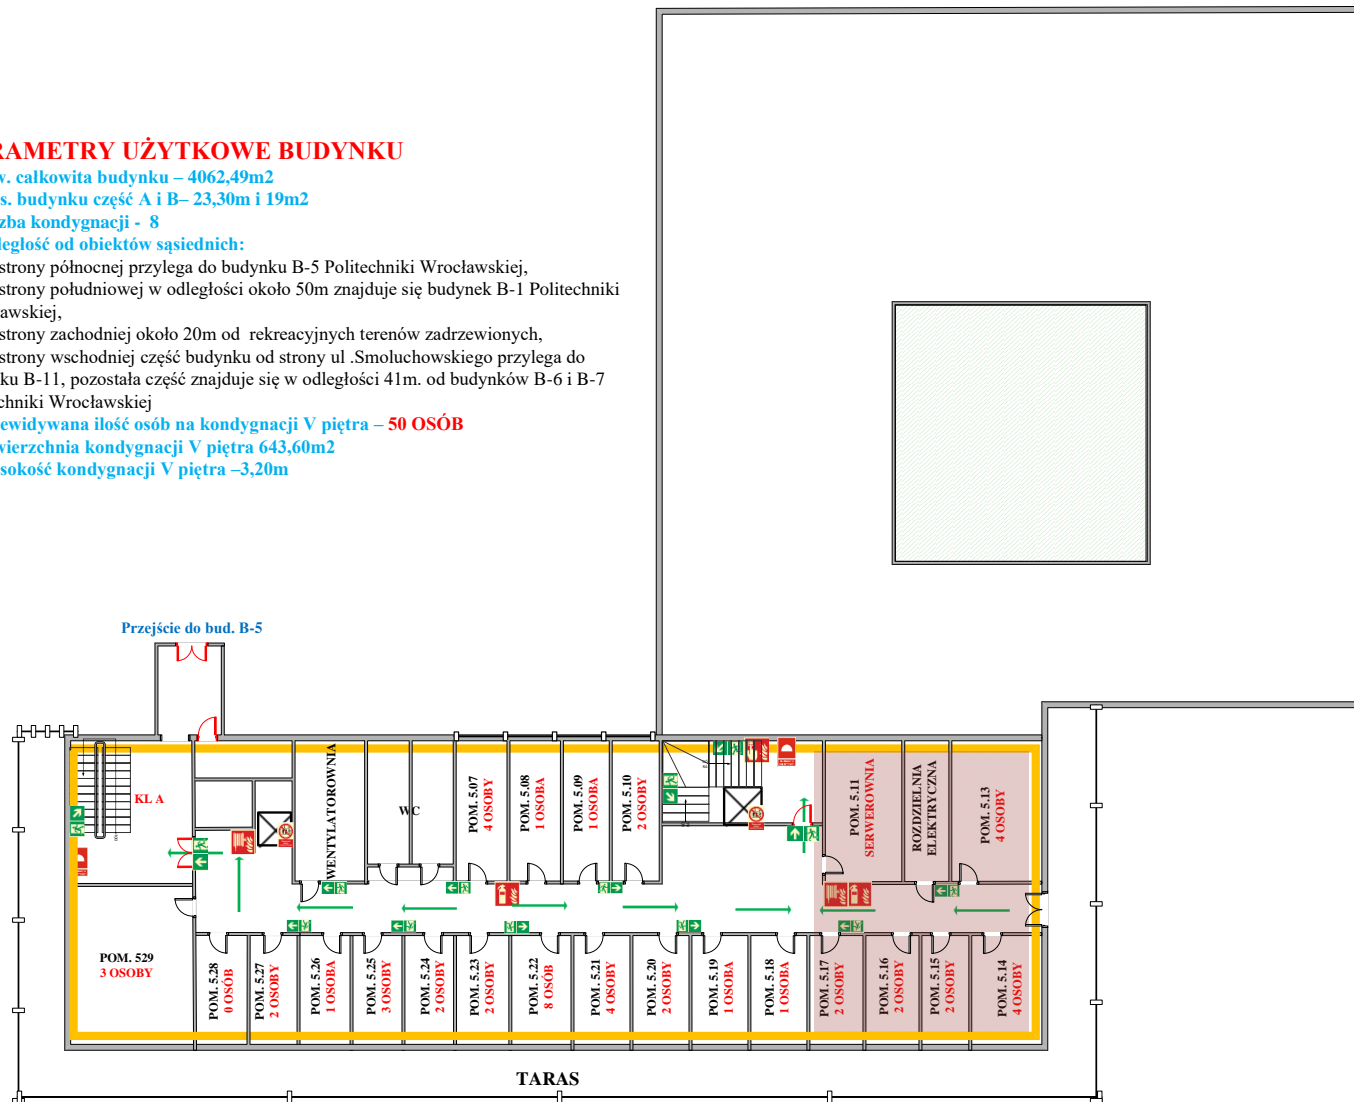 RAMETRY UŻYTKOWE BUDYNKU
w. całkowita budynku – 4062,49m2
s. budynku część A i B– 23,30m i 19m2
zba kondygnacji - 8
ległość od obiektów sąsiednich:
strony północnej przylega do budynku B-5 Politechniki Wrocławskiej,
strony południowej w odległości około 50m znajduje się budynek B-1 Politechniki
awskiej,
strony zachodniej około 20m od rekreacyjnych terenów zadrzewionych,
strony wschodniej część budynku od strony ul .Smoluchowskiego przylega do
ku B-11, pozostała część znajduje się w odległości 41m. od budynków B-6 i B-7
chniki Wrocławskiej
ewidywana ilość osób na kondygnacji V piętra – 50 OSÓB
wierzchnia kondygnacji V piętra 643,60m2
sokość kondygnacji V piętra –3,20m
Przejście do bud. B-5
KL A
WENTYLATOROWNIA
WC
POM. 5.07
4 OSOBY
POM. 5.08
1 OSOBA
POM. 5.09
1 OSOBA
POM. 5.10
2 OSOBY
POM. 5.11
SERWEROWNIA
ROZDZIELNIA
ELEKTRYCZNA
POM. 5.13
4 OSOBY
POM. 529
3 OSOBY
POM. 5.28
0 OSÓB
POM. 5.27
2 OSOBY
POM. 5.26
1 OSOBA
POM. 5.25
3 OSOBY
POM. 5.24
2 OSOBY
POM. 5.23
2 OSOBY
POM. 5.22
8 OSÓB
POM. 5.21
4 OSOBY
POM. 5.20
2 OSOBY
POM. 5.19
1 OSOBA
POM. 5.18
1 OSOBA
POM. 5.17
2 OSOBY
POM. 5.16
2 OSOBY
POM. 5.15
2 OSOBY
POM. 5.14
4 OSOBY
TARAS